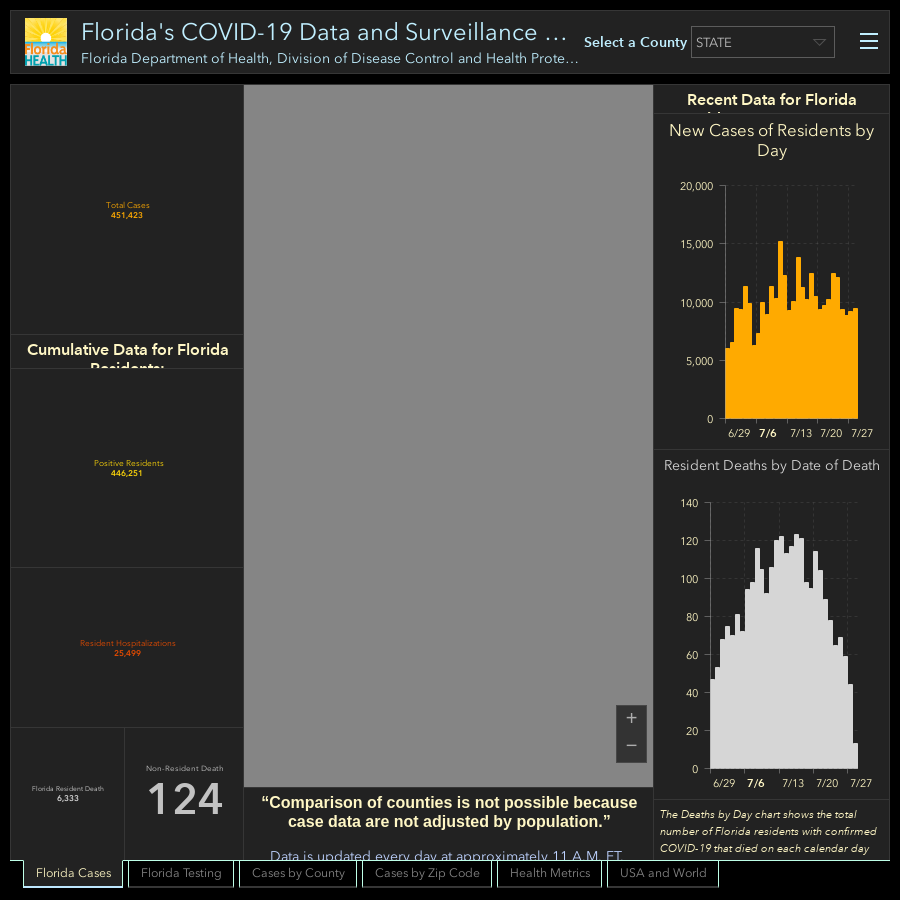 Florida's COVID-19 Data and Surveillance …
Florida Department of Health, Division of Disease Control and Health Prote…
Florida
HEALTH
Select a County
STATE
Total Cases
451,423
Cumulative Data for Florida
Residents:
Positive Residents
446,251
Resident Hospitalizations
25,499
Florida Resident Death
6,333
Non-Resident Death
124
+
−
“Comparison of counties is not possible because
case data are not adjusted by population.”
Data is updated every day at approximately 11 A.M. ET.
Recent Data for Florida
New Cases of Residents by
Day
20,000
15,000
10,000
5,000
0
6/29 7/6 7/13 7/20 7/27
Resident Deaths by Date of Death
140
120
100
80
60
40
20
0
6/29 7/6 7/13 7/20 7/27
The Deaths by Day chart shows the total
number of Florida residents with confirmed
COVID-19 that died on each calendar day
Florida Cases
Florida Testing
Cases by County
Cases by Zip Code
Health Metrics
USA and World